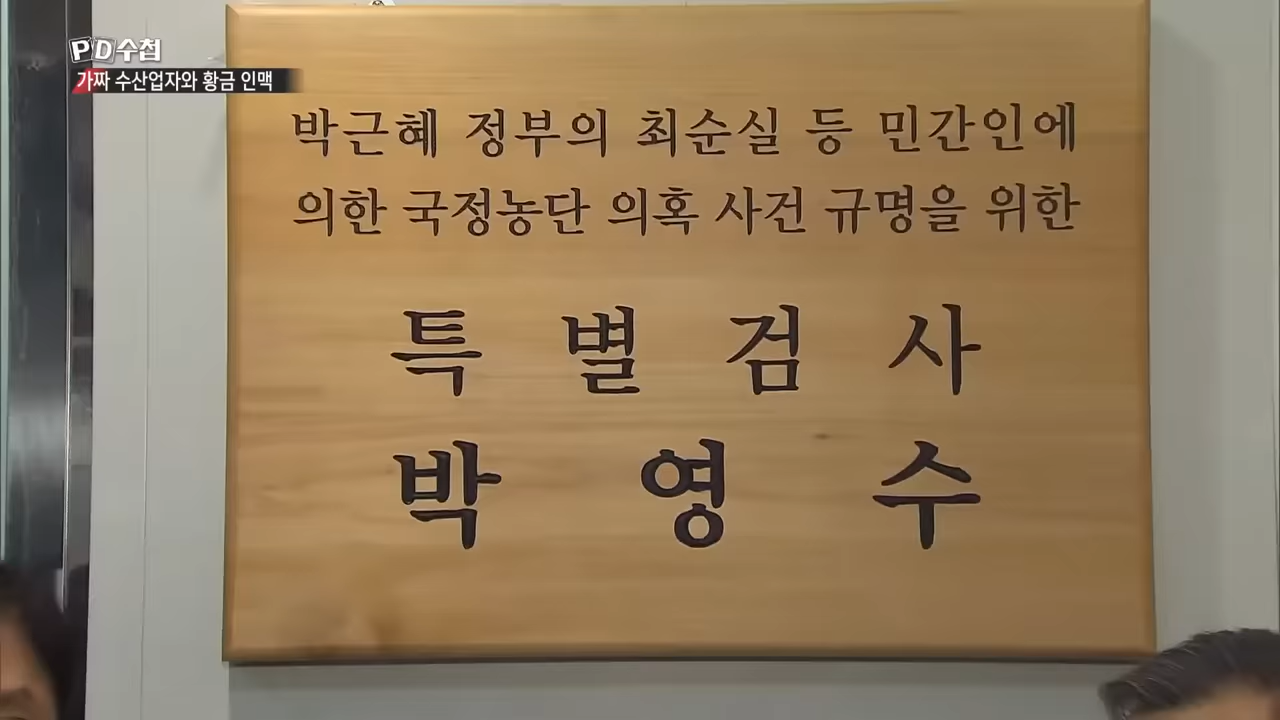 PD수첩
가짜 수산업자와 황금 인맥
박근혜 정부의 최순실 등 민간인에
의한 국정농단 의혹 사건 규명을 위한
특별검사
박영수